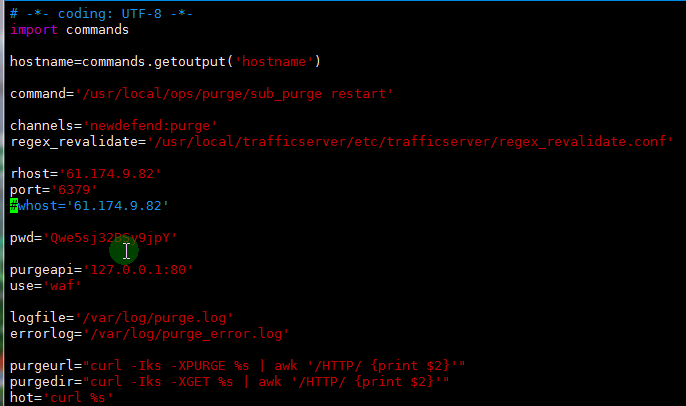 # -*- coding: UTF-8 -*-
import commands
hostname=commands.getoutput('hostname')
command='/usr/local/ops/purge/sub_purge restart'
channels='newdefend:purge'
regex_revalidate='/usr/local/trafficserver/etc/trafficserver/regex_revalidate.conf'
rhost='61.174.9.82'
port='6379'
#whost='61.174.9.82'
pwd='Qwe5sj32BSv9jpY'
purgeapi='127.0.0.1:80'
use='waf'
logfile='/var/log/purge.log'
errorlog='/var/log/purge_error.log'
purgeurl="curl -Iks -XPURGE %s | awk '/HTTP/ {print $2}'"
purgedir="curl -Iks -XGET %s | awk '/HTTP/ {print $2}'"
hot='curl %s'